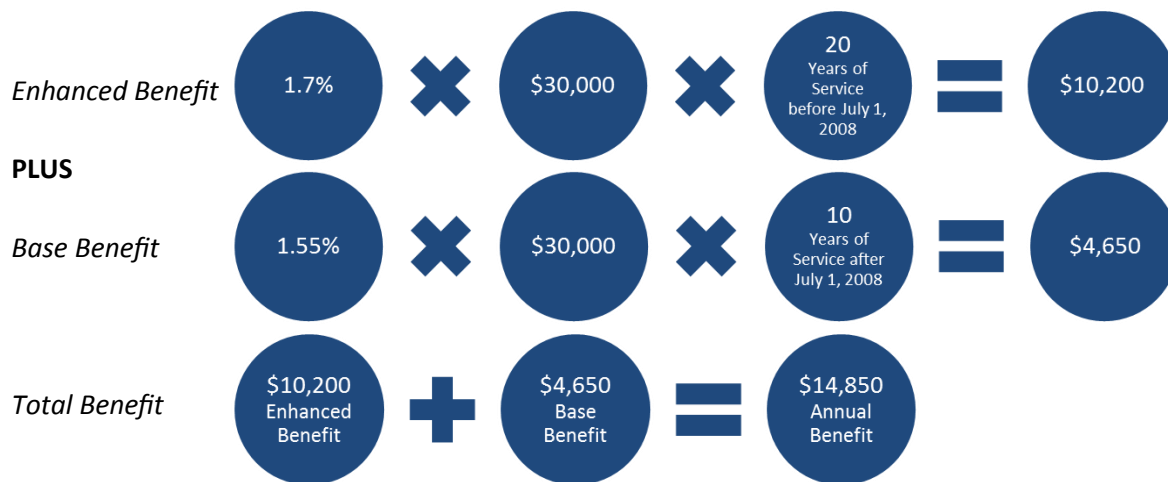 Enhanced Benefit
1.7%
$30,000
20
Years of
Service
before July 1,
2008
$10,200
PLUS
Base Benefit
1.55%
$30,000
10
Years of
Service after
July 1, 2008
$4,650
Total Benefit
$10,200
Enhanced
Benefit
$4,650
Base
Benefit
$14,850
Annual
Benefit